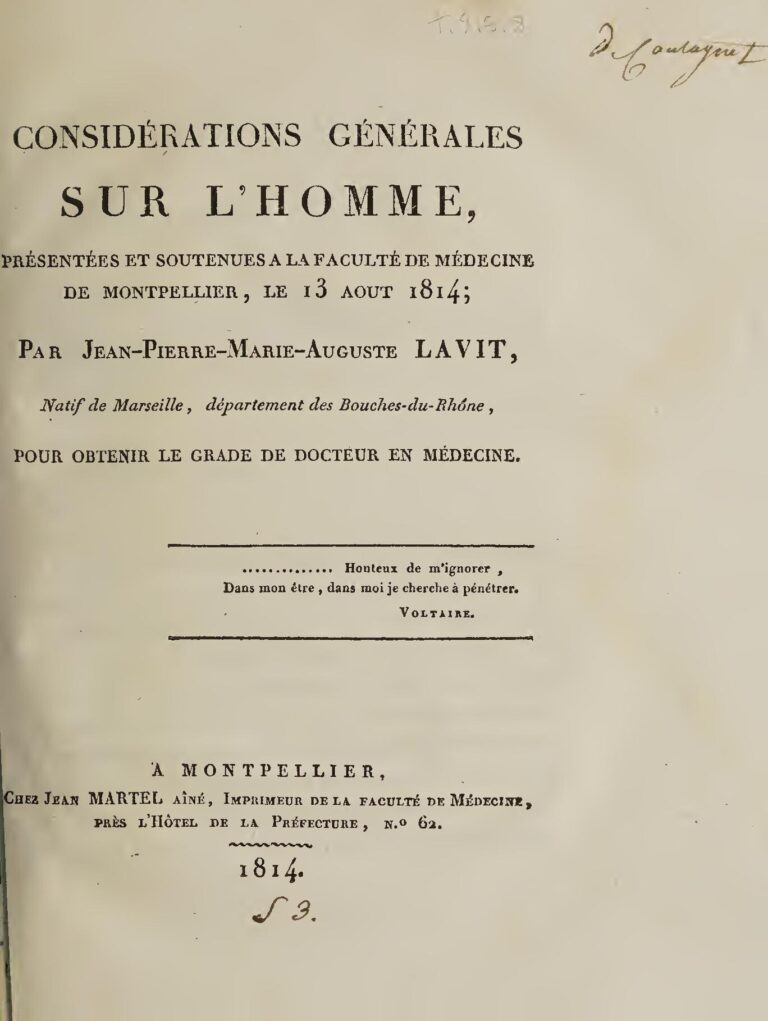 CONSIDÉRATIONS GÉNÉRALES
SUR L'HOMME,
PRÉSENTÉES ET SOUTENUES A LA FACULTÉ DE MÉDECINE
DE MONTPELLIER, LE 13 AOUT 1814;
PAR JEAN-PIERRE-MARIE-AUGUSTE LAVIT,
Natif de Marseille, département des Bouches-du-Rhône,
POUR OBTENIR LE GRADE DE DOCTEUR EN MÉDECINE.
.............. Honteux de m'ignorer,
Dans mon être, dans moi je cherche à pénétrer.
VOLTAIRE.
A MONTPELLIER,
CHEZ JEAN MARTEL AÎNÉ, IMPRIMEUR DE LA FACULTÉ DE MÉDECINE,
PRÈS L'HÔTEL DE LA PRÉFECTURE, N.o 62.
1814.